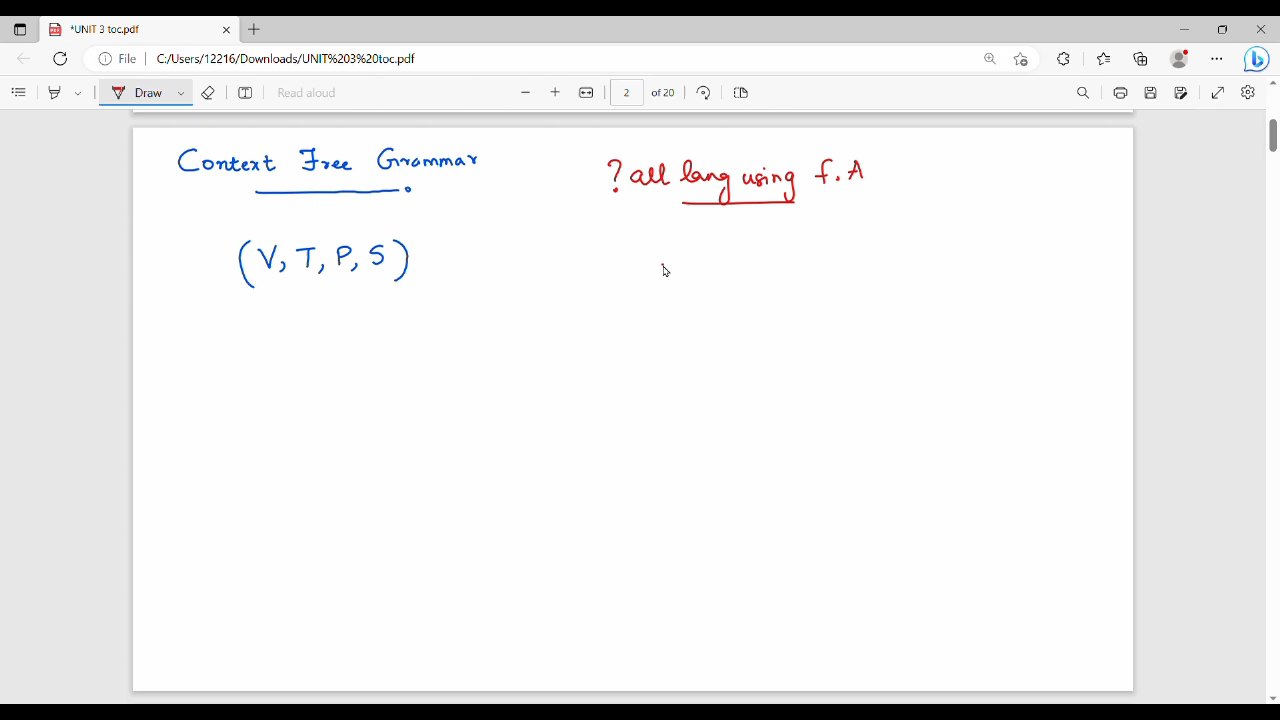 *UNIT 3 toc.pdf
File C:/Users/12216/Downloads/UNIT%203%20toc.pdf
Draw Read aloud 2 of 20
Context Free Grammar
? all lang using f.A
(V, T, P, S)